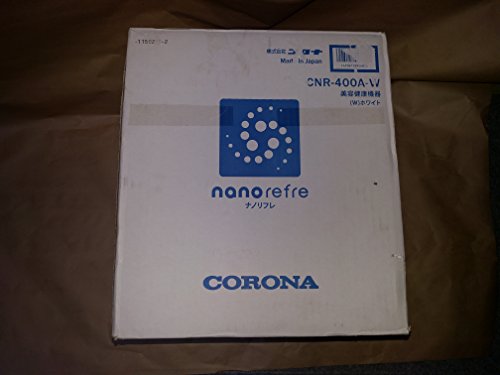 株式会社 コロナ
Made in Japan
CNR-400A-W
美容健康機器
(W)ホワイト
nanorefre
ナノリフレ
CORONA